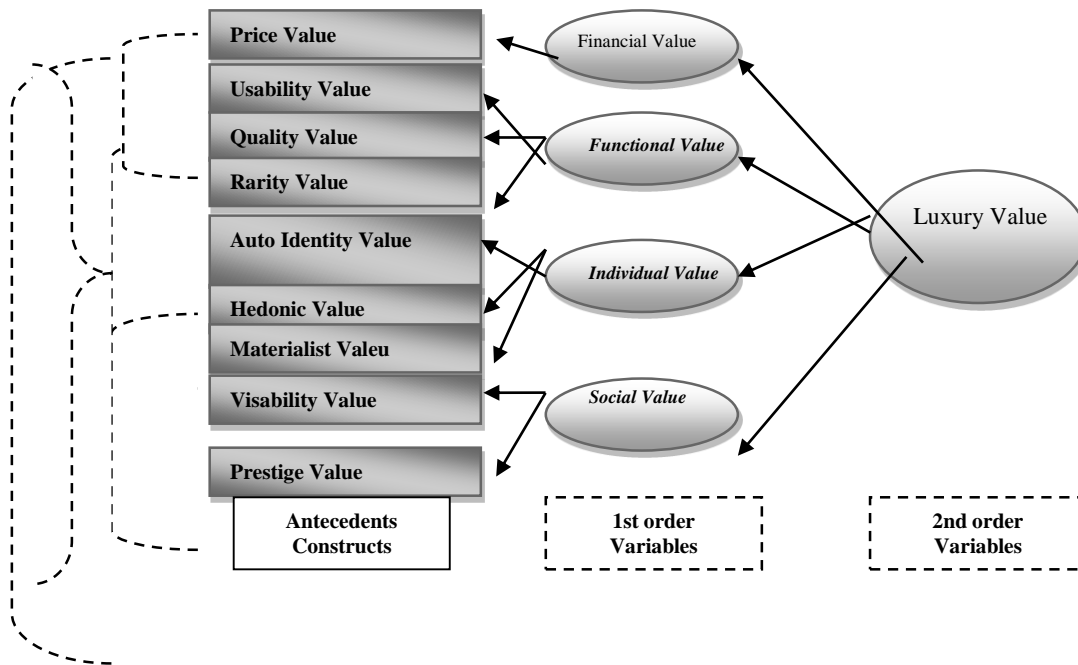 Price Value
Usability Value
Quality Value
Rarity Value
Auto Identity Value
Hedonic Value
Materialist Valeu
Visability Value
Prestige Value
Antecedents
Constructs
Financial Value
Functional Value
Individual Value
Social Value
1st order
Variables
Luxury Value
2nd order
Variables